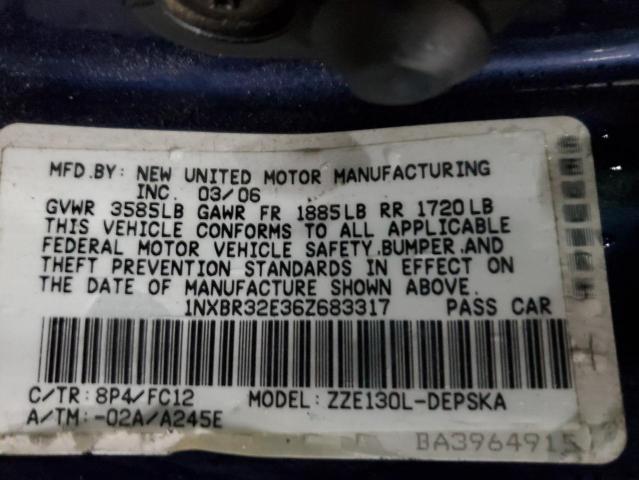 MFD.BY: NEW UNITED MOTOR MANUFACTURING
INC. 03/06
GVWR 3585LB GAWR FR 1885LB RR 1720LB
THIS VEHICLE CONFORMS TO ALL APPLICABLE
FEDERAL MOTOR VEHICLE SAFETY,BUMPER,AND
THEFT PREVENTION STANDARDS IN EFFECT ON
THE DATE OF MANUFACTURE SHOWN ABOVE.
1NXBR32E36Z683317 PASS CAR
C/TR: 8P4/FC12 MODEL: ZZE130L-DEPSKA
A/TM: -02A/A245E
BA3964915